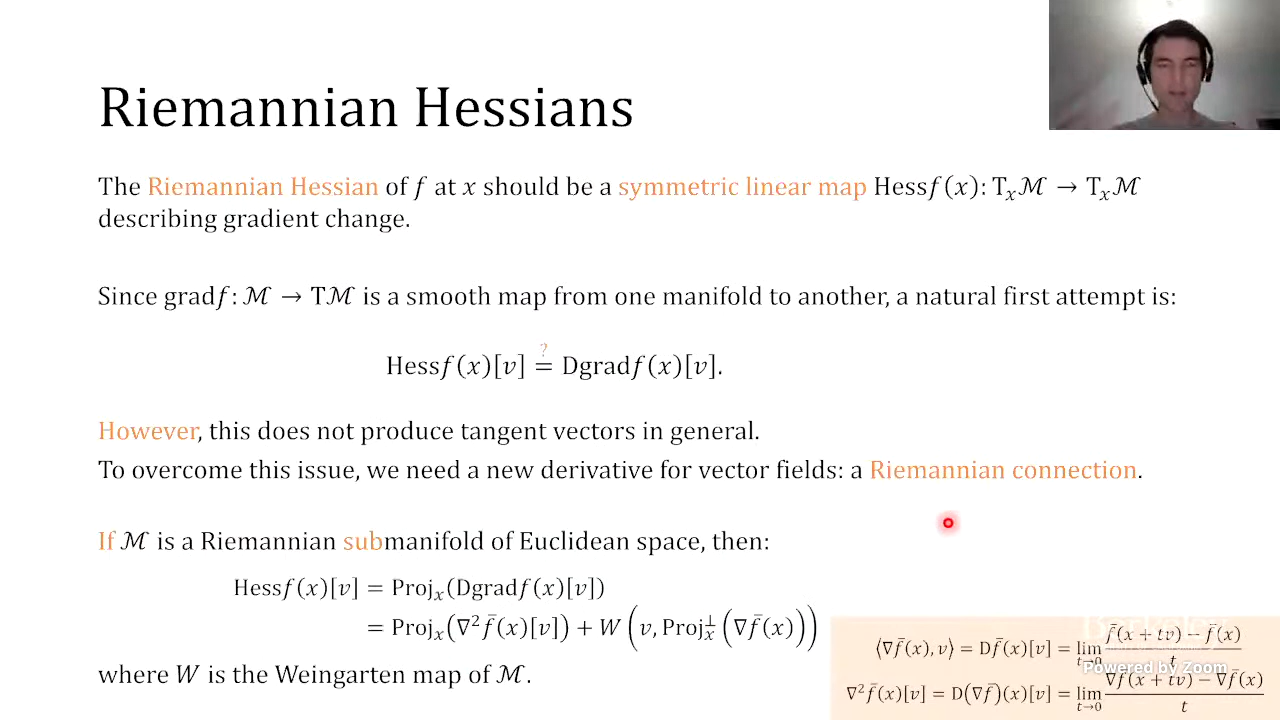 Riemannian Hessians
The Riemannian Hessian of f at x should be a symmetric linear map Hessf(x): Tₓℳ → Tₓℳ
describing gradient change.
Since gradf: ℳ → Tℳ is a smooth map from one manifold to another, a natural first attempt is:
?
Hessf(x)[v] = Dgradf(x)[v].
However, this does not produce tangent vectors in general.
To overcome this issue, we need a new derivative for vector fields: a Riemannian connection.
If ℳ is a Riemannian submanifold of Euclidean space, then:
Hessf(x)[v] = Projₓ(Dgradf(x)[v])
= Projₓ(∇²f̄(x)[v]) + W(v, Projₓ^⊥(∇f̄(x)))
where W is the Weingarten map of ℳ.
⟨∇f̄(x), v⟩ = Df̄(x)[v] = lim t→0 (f̄(x + tv) − f̄(x))/t
∇²f̄(x)[v] = D(∇f̄)(x)[v] = lim t→0 (∇f̄(x + tv) − ∇f̄(x))/t
Berkeley
Powered by Zoom